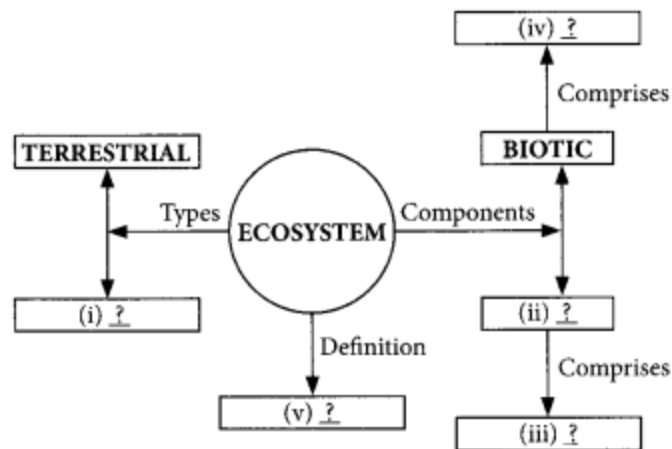 (iv) ?
Comprises
TERRESTRIAL
BIOTIC
Types
ECOSYSTEM
Components
(i) ?
(ii) ?
Definition
Comprises
(v) ?
(iii) ?